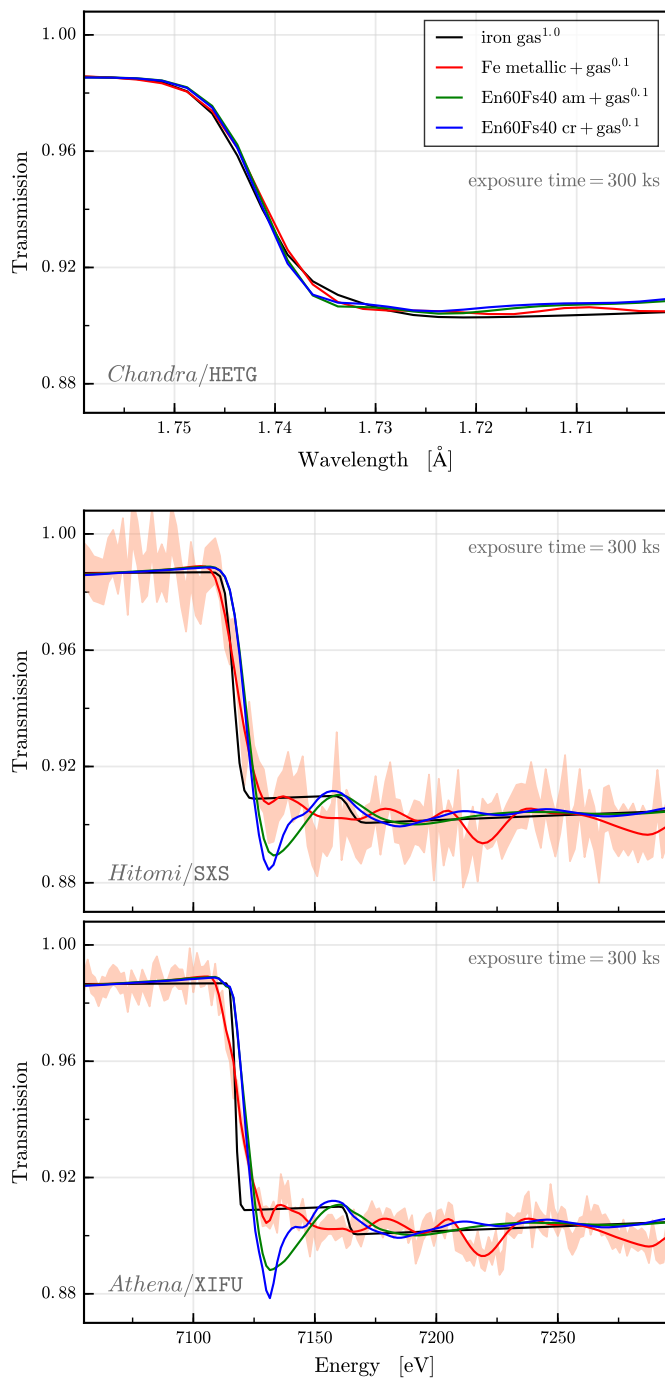 1.00
0.96
0.92
0.88
Transmission
iron gas^1.0
Fe metallic + gas^0.1
En60Fs40 am + gas^0.1
En60Fs40 cr + gas^0.1
exposure time = 300 ks
Chandra/HETG
1.75 1.74 1.73 1.72 1.71
Wavelength [Å]
1.00
0.96
0.92
0.88
Transmission
exposure time = 300 ks
Hitomi/SXS
1.00
0.96
0.92
0.88
Transmission
exposure time = 300 ks
Athena/XIFU
7100 7150 7200 7250
Energy [eV]